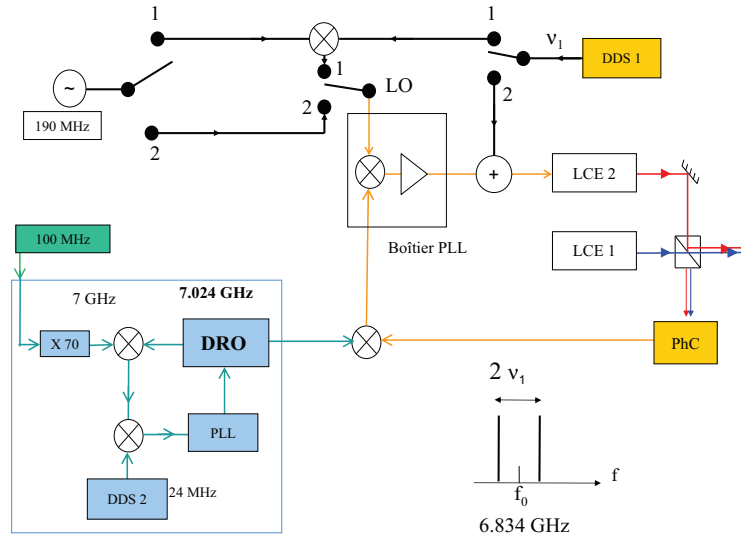 1
1
ν₁
DDS 1
~
1
LO
190 MHz
2
2
2
+
LCE 2
Boîtier PLL
LCE 1
100 MHz
7 GHz
7.024 GHz
X 70
DRO
PhC
2 ν₁
PLL
DDS 2
24 MHz
f
f₀
6.834 GHz